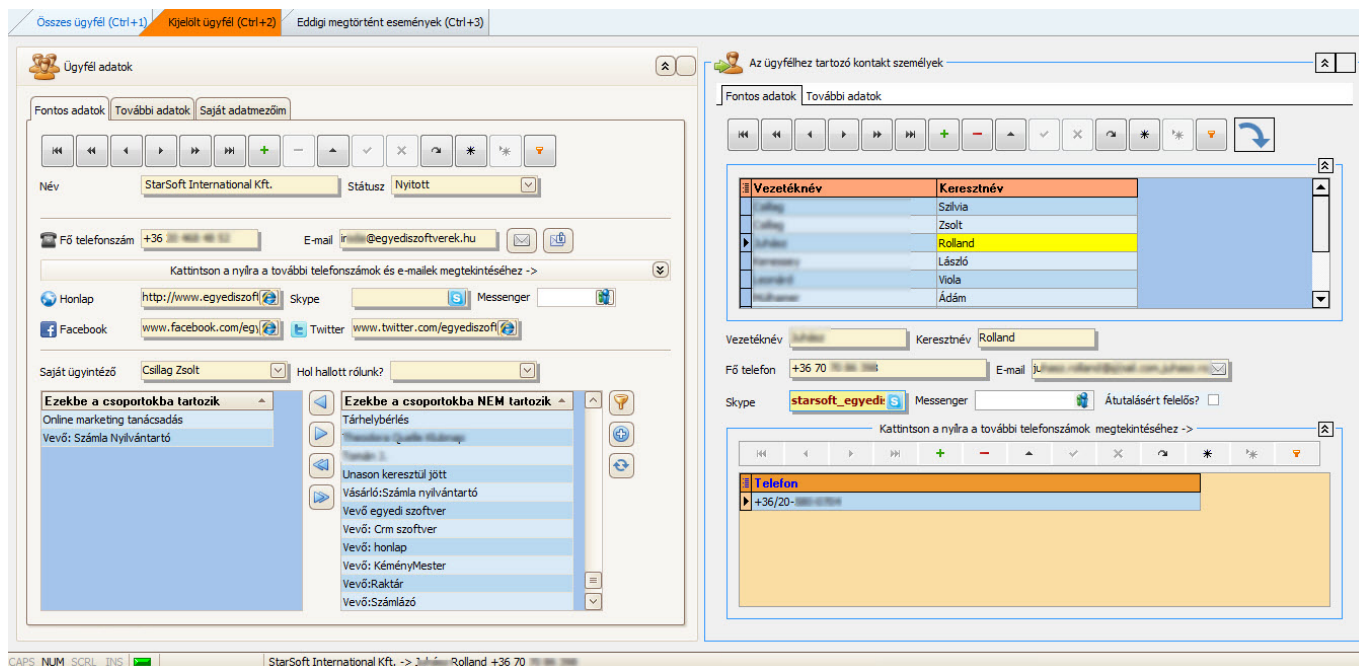 Összes ügyfél (Ctrl+1) Kijelölt ügyfél (Ctrl+2) Eddigi megtörtént események (Ctrl+3)
Ügyfél adatok
Fontos adatok További adatok Saját adatmezőim
Név StarSoft International Kft. Státusz Nyitott
Fő telefonszám +36 E-mail @egyediszoftverek.hu
Kattintson a nyílra a további telefonszámok és e-mailek megtekintéséhez ->
Honlap http://www.egyediszoft Skype Messenger
Facebook www.facebook.com/egy Twitter www.twitter.com/egyediszoft
Saját ügyintéző Csillag Zsolt Hol hallott rólunk?
Ezekbe a csoportokba tartozik
Online marketing tanácsadás
Vevő: Számla Nyilvántartó
Ezekbe a csoportokba NEM tartozik
Tárhelybérlés
Unason keresztül jött
Vásárló:Számla nyilvántartó
Vevő egyedi szoftver
Vevő: Crm szoftver
Vevő: honlap
Vevő: KéményMester
Vevő:Raktár
Vevő:Számlázó
Az ügyfélhez tartozó kontakt személyek
Fontos adatok További adatok
Vezetéknév Keresztnév
Szilvia
Zsolt
Rolland
László
Viola
Ádám
Vezetéknév Keresztnév Rolland
Fő telefon +36 70 E-mail
Skype starsoft_egyedi: Messenger Átutalásért felelős?
Kattintson a nyílra a további telefonszámok megtekintéséhez ->
Telefon
+36/20-
CAPS NUM SCRL INS StarSoft International Kft. -> Rolland +36 70